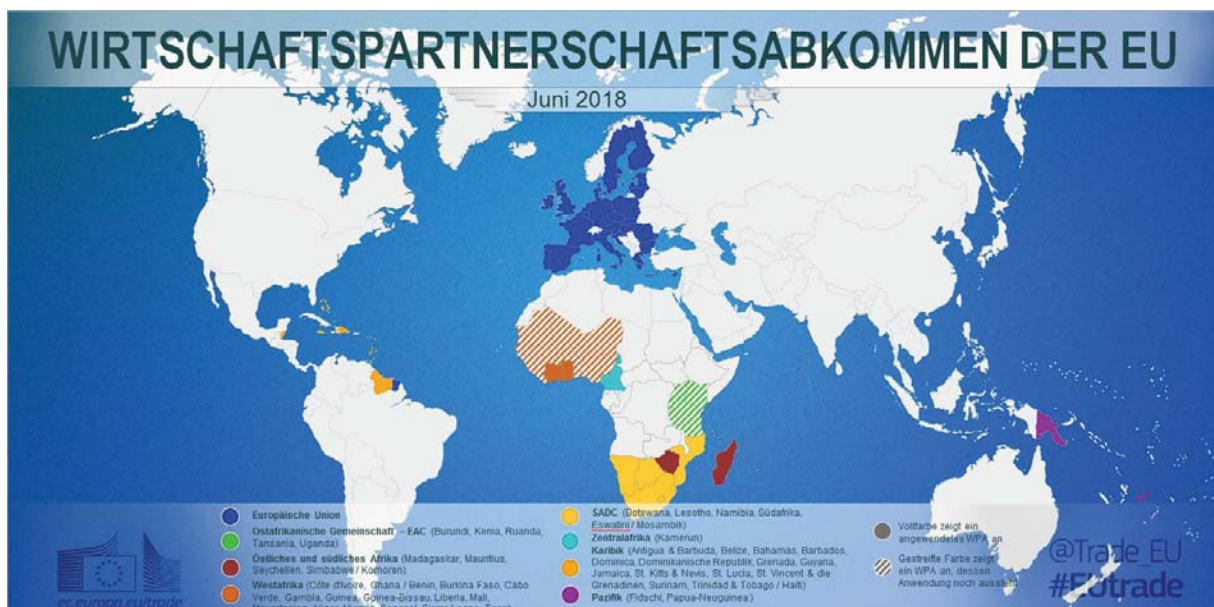 WIRTSCHAFTSPARTNERSCHAFTSABKOMMEN DER EU
Juni 2018
Europäische Union
Ostafrikanische Gemeinschaft – EAC (Burundi, Kenia, Ruanda,
Tansania, Uganda)
Östliches und südliches Afrika (Madagaskar, Mauritius,
Seychellen, Simbabwe / Komoren)
Westafrika (Côte d'Ivoire, Ghana / Benin, Burkina Faso, Cabo
Verde, Gambia, Guinea, Guinea-Bissau, Liberia, Mali,
SADC (Botswana, Lesotho, Namibia, Südafrika,
Eswatini / Mosambik)
Zentralafrika (Kamerun)
Karibik (Antigua & Barbuda, Belize, Bahamas, Barbados,
Dominica, Dominikanische Republik, Grenada, Guyana,
Jamaica, St. Kitts & Nevis, St. Lucia, St. Vincent & die
Grenadinen, Surinam, Trinidad & Tobago / Haiti)
Pazifik (Fidschi, Papua-Neuguinea)
Vollfarbe zeigt ein
angewendetes WPA an
Gestreifte Farbe zeigt
ein WPA an, dessen
Anwendung noch aussteht
ec.europa.eu/trade
@Trade_EU
#EUtrade